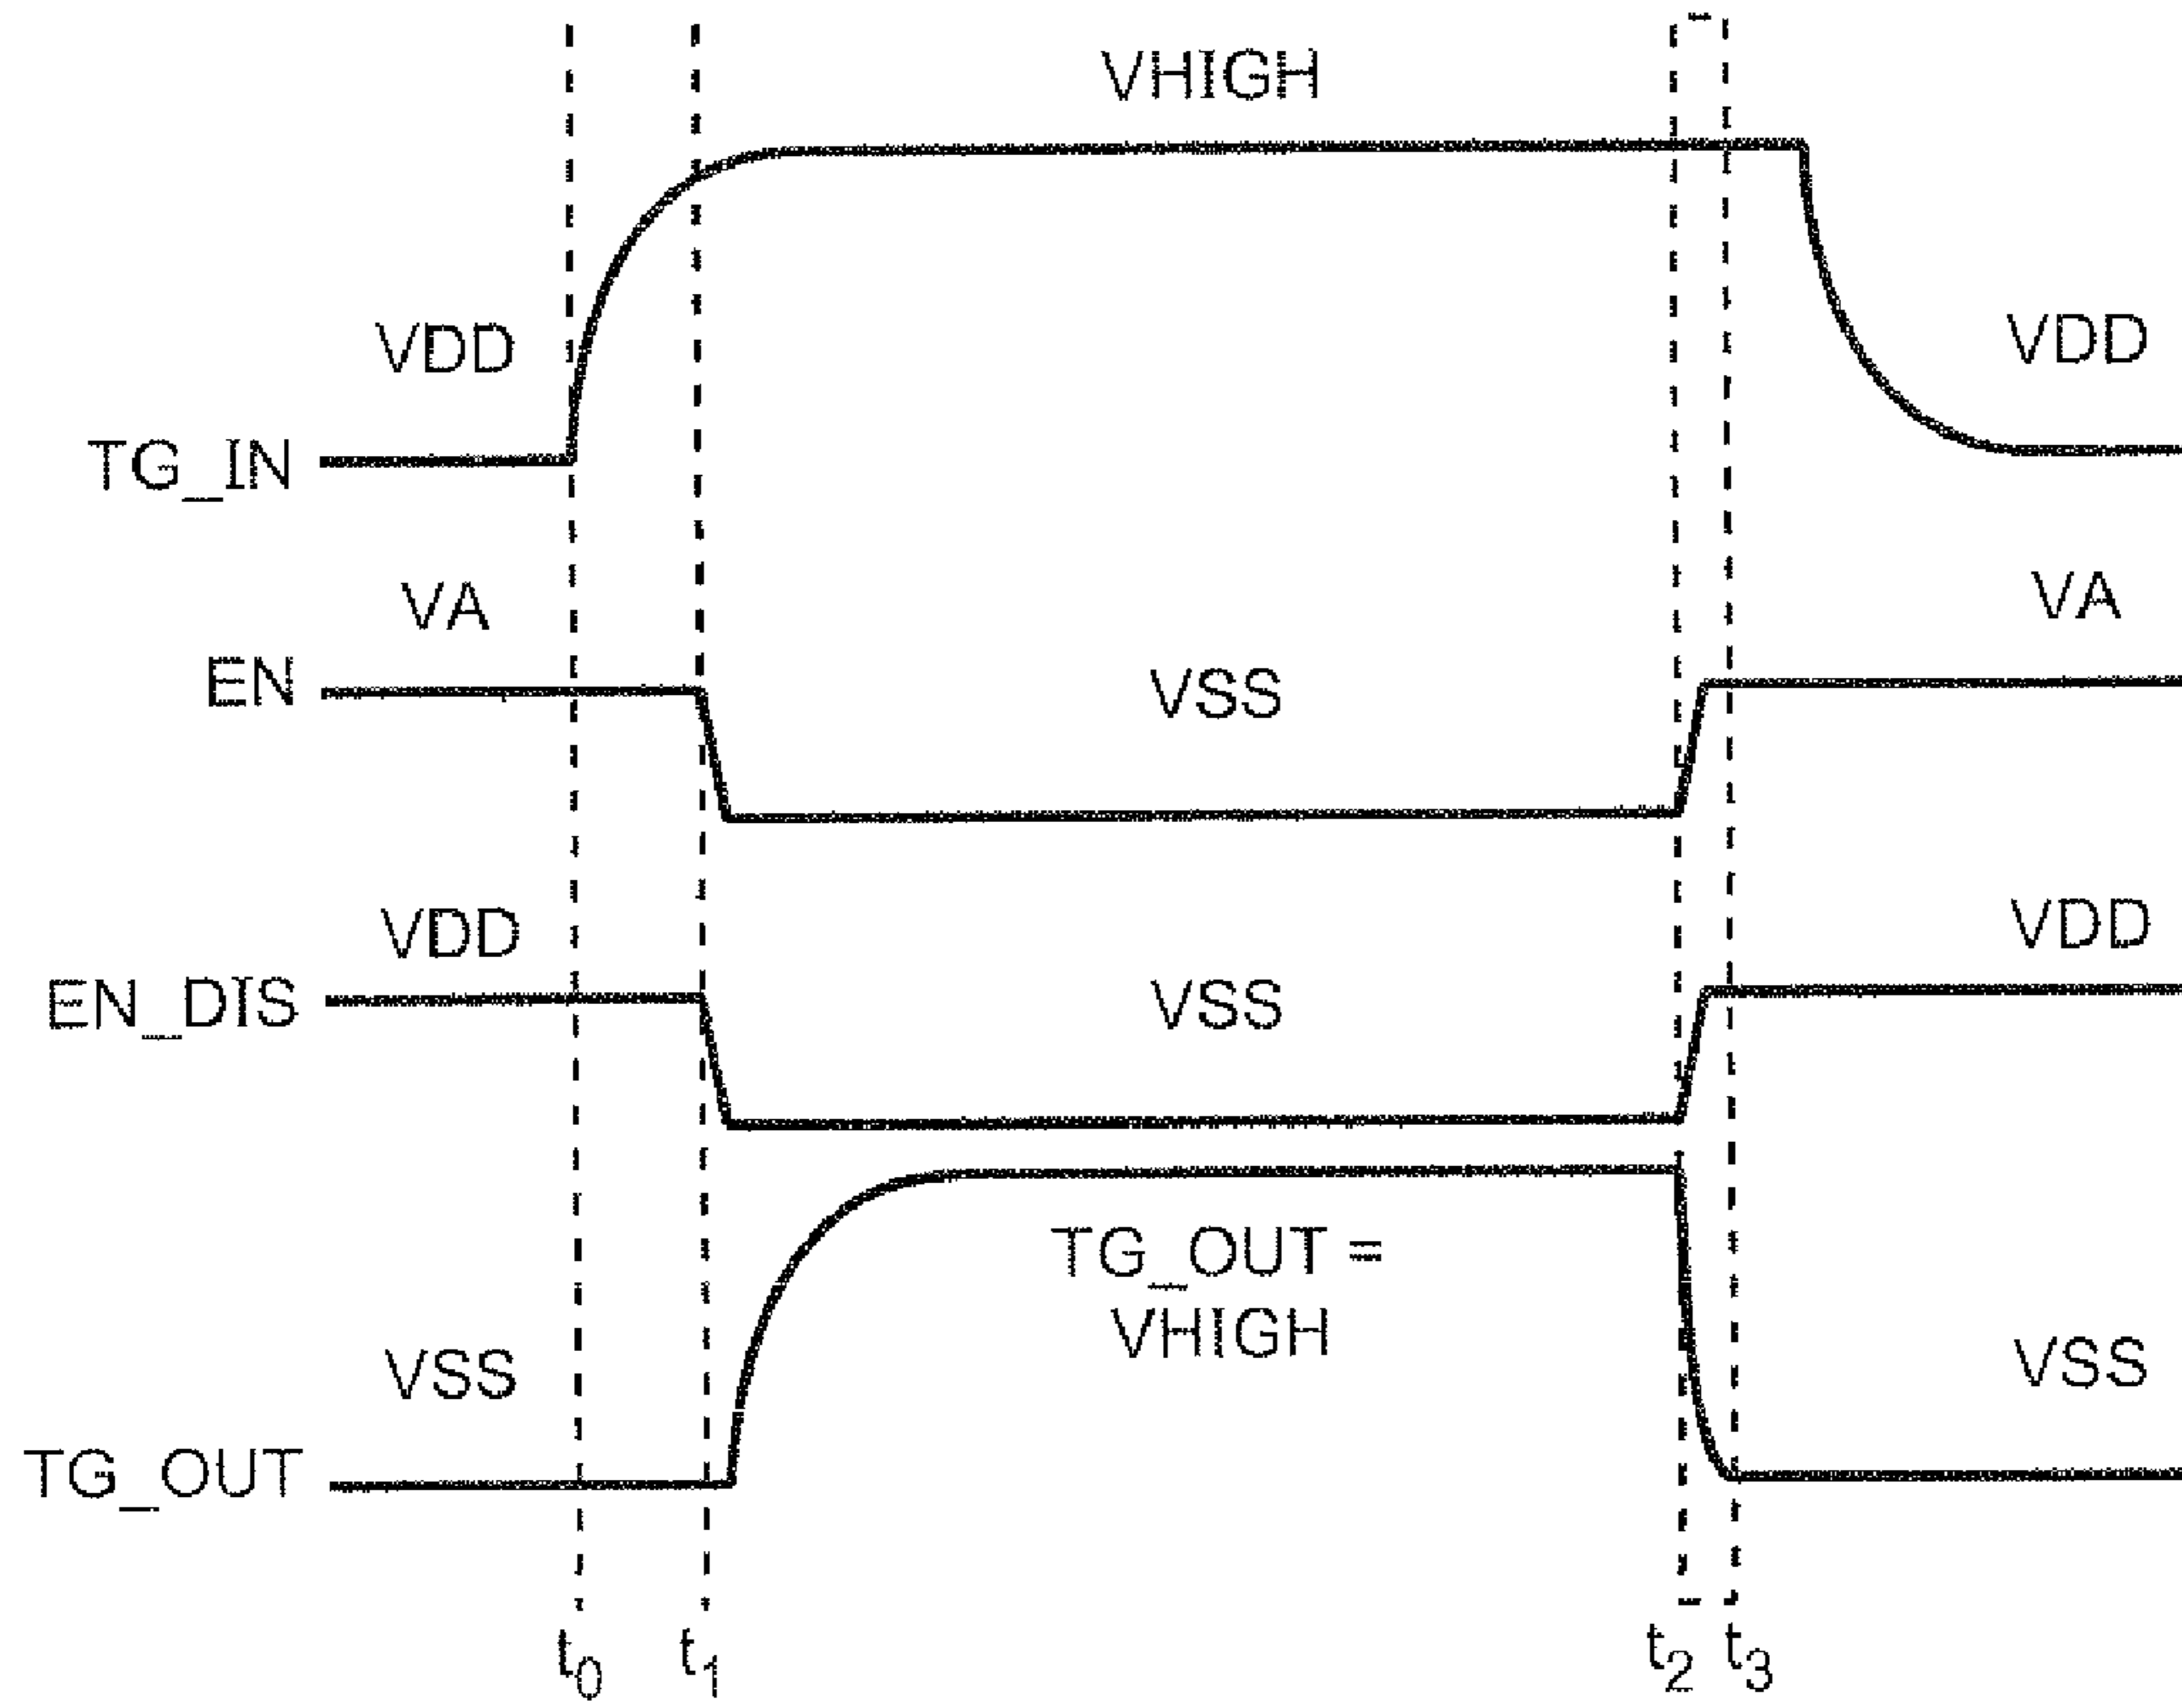 VHIGH
VDD VDD
TG_IN
VA VA
EN VSS
VDD VDD
EN_DIS VSS
TG_OUT =
VHIGH
VSS VSS
TG_OUT
t0 t1 t2 t3